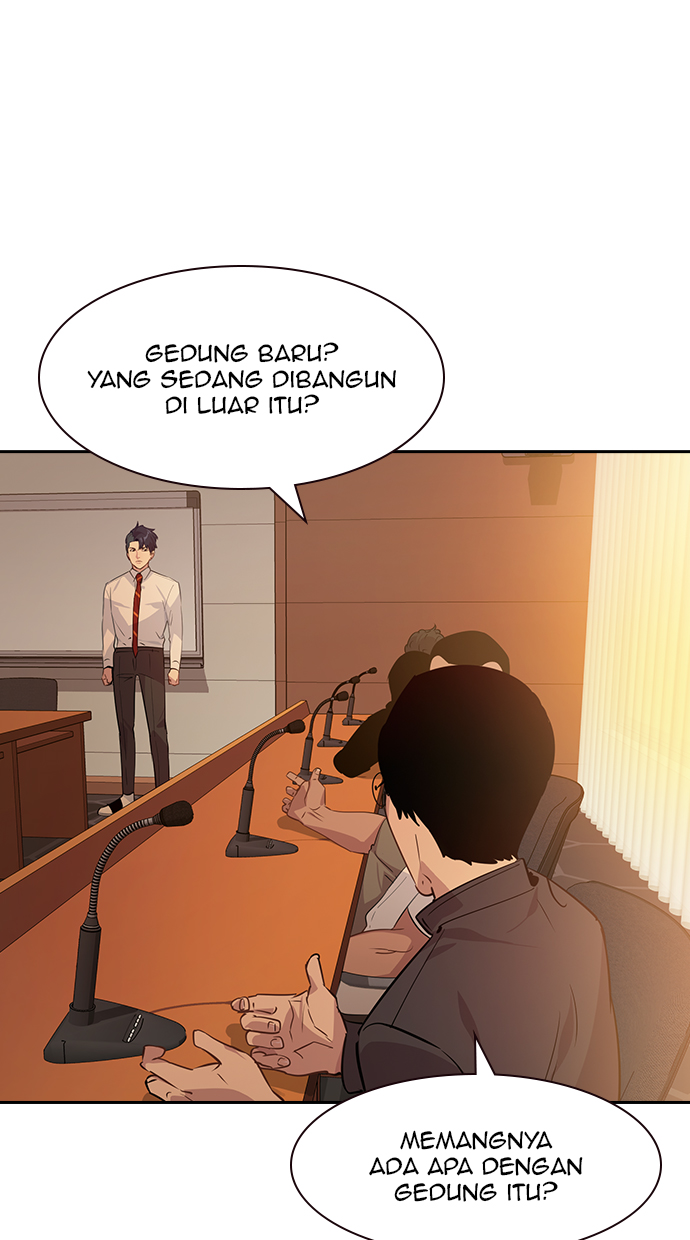 GEDUNG BARU?
YANG SEDANG DIBANGUN
DI LUAR ITU?
MEMANGNYA
ADA APA DENGAN
GEDUNG ITU?